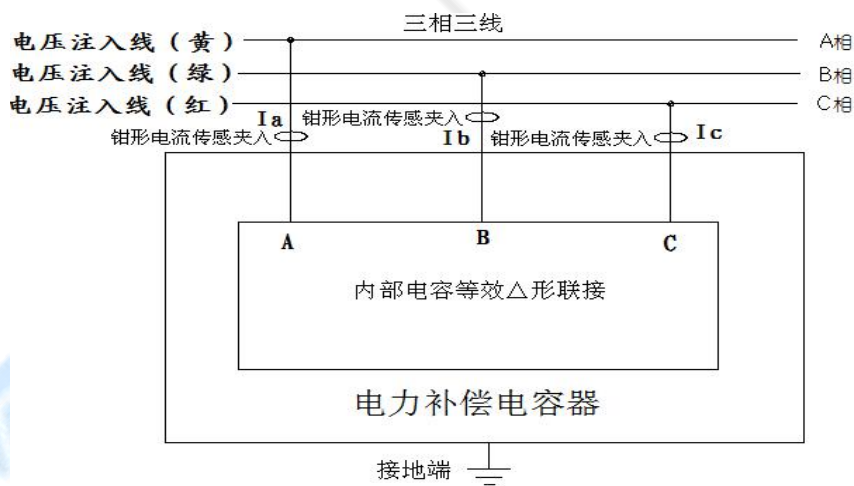 三相三线
电压注入线（黄） A相
电压注入线（绿） B相
电压注入线（红） C相
Ia 钳形电流传感夹入
钳形电流传感夹入 Ib 钳形电流传感夹入 Ic
A B C
内部电容等效△形联接
电力补偿电容器
接地端